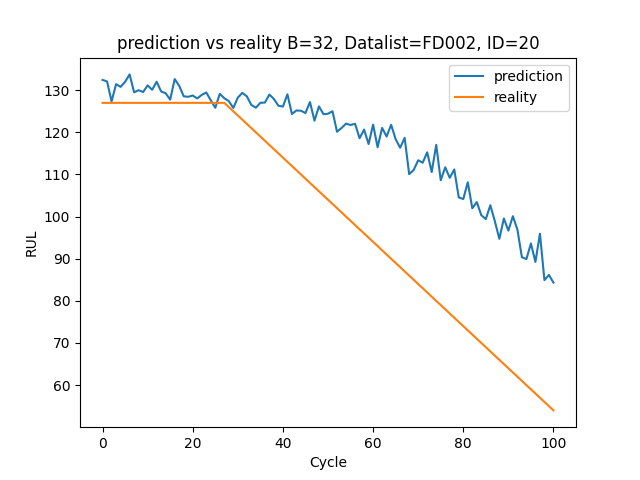 prediction vs reality B=32, Datalist=FD002, ID=20
prediction
reality
RUL
130
120
110
100
90
80
70
60
0 20 40 60 80 100
Cycle